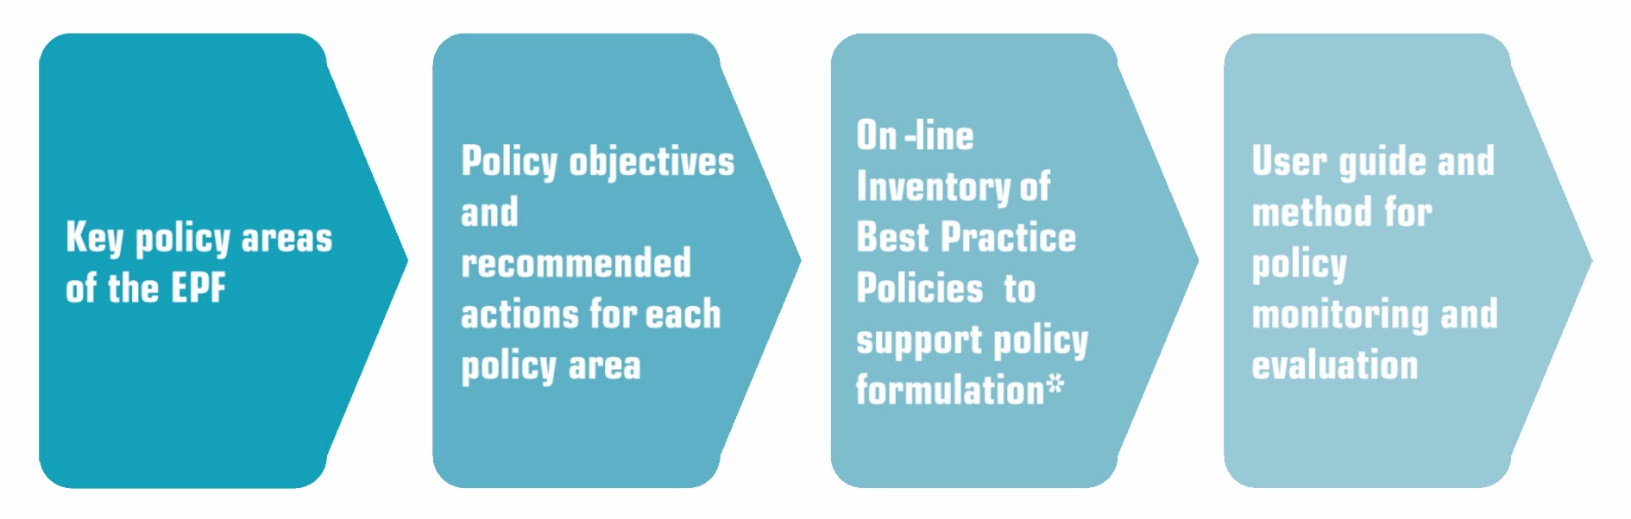 Key policy areas
of the EPF
Policy objectives
and
recommended
actions for each
policy area
On -line
Inventory of
Best Practice
Policies to
support policy
formulation*
User guide and
method for
policy
monitoring and
evaluation